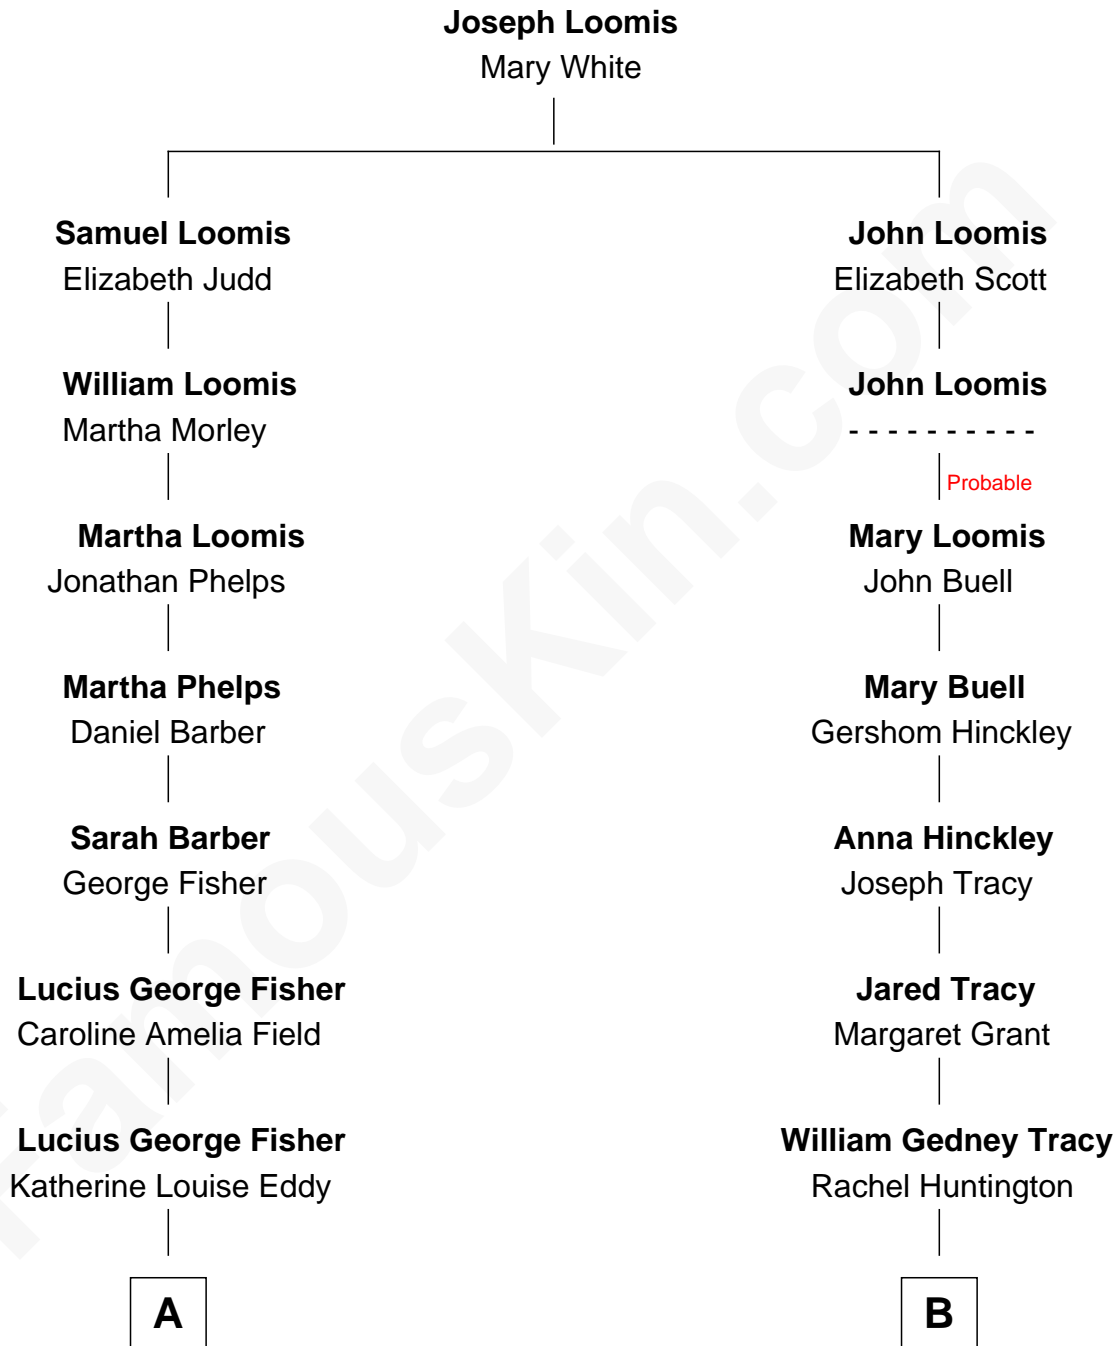 Joseph Loomis
Mary White
Samuel Loomis
Elizabeth Judd
John Loomis
Elizabeth Scott
William Loomis
Martha Morley
John Loomis
- - - - - - - - - -
Probable
Martha Loomis
Jonathan Phelps
Mary Loomis
John Buell
Martha Phelps
Daniel Barber
Mary Buell
Gershom Hinckley
Sarah Barber
George Fisher
Anna Hinckley
Joseph Tracy
Lucius George Fisher
Caroline Amelia Field
Jared Tracy
Margaret Grant
Lucius George Fisher
Katherine Louise Eddy
William Gedney Tracy
Rachel Huntington
A
B
FamousKin.com